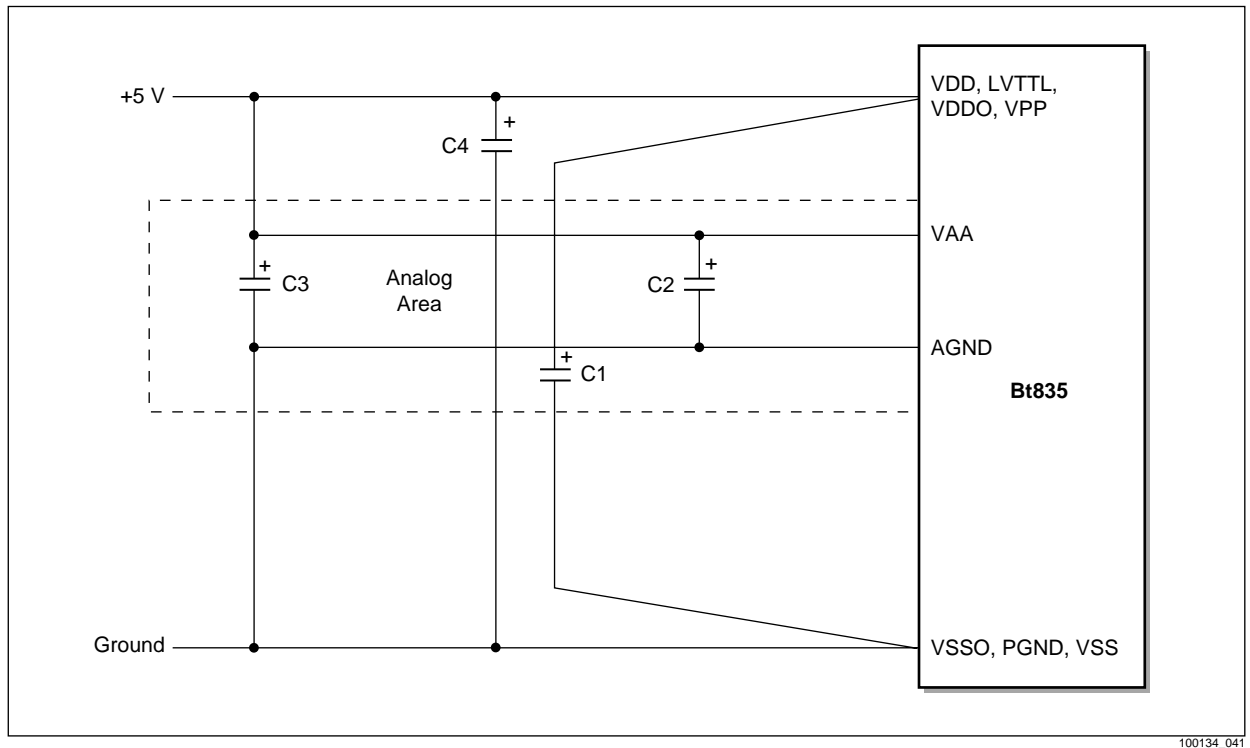 +5 V
VDD, LVTTL,
VDDO, VPP
+
C4
VAA
+
C3
Analog
Area
+
C2
AGND
+
C1
Bt835
Ground
VSSO, PGND, VSS
100134_041